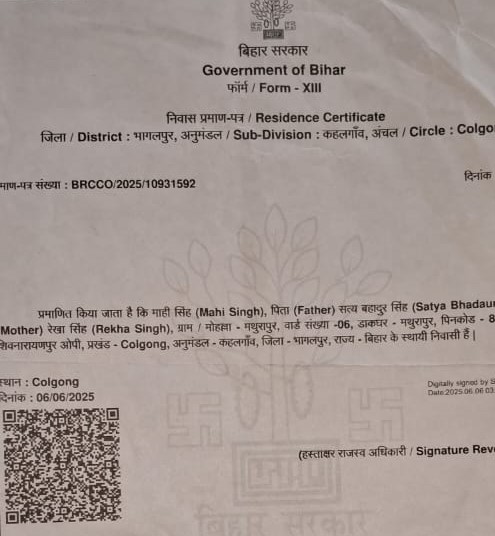 बिहार सरकार
Government of Bihar
फॉर्म / Form - XIII
निवास प्रमाण-पत्र / Residence Certificate
जिला / District : भागलपुर, अनुमंडल / Sub-Division : कहलगाँव, अंचल / Circle : Colgo
माण-पत्र संख्या : BRCCO/2025/10931592
दिनांक
प्रमाणित किया जाता है कि माही सिंह (Mahi Singh), पिता (Father) सत्य बहादुर सिंह (Satya Bhadau
Mother) रेखा सिंह (Rekha Singh), ग्राम / मोहल्ला - मथुरापुर, वार्ड संख्या -06, डाकघर - मथुरापुर, पिनकोड - 8
शिवनारायणपुर ओपी, प्रखंड - Colgong, अनुमंडल - कहलगाँव, जिला - भागलपुर, राज्य - बिहार के स्थायी निवासी हैं |
स्थान : Colgong
दिनांक : 06/06/2025
Digitally signed by S
Date:2025.06.06 03
(हस्ताक्षर राजस्व अधिकारी / Signature Reve
बिहार सरकार